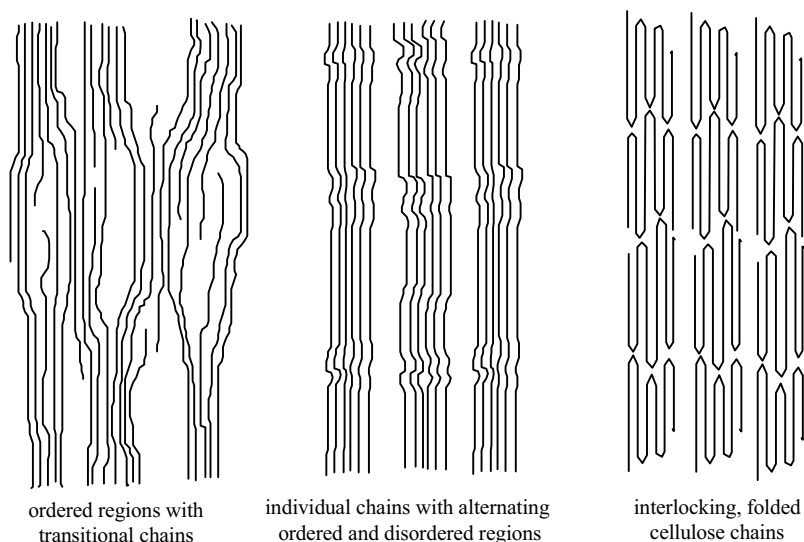 ordered regions with
transitional chains
individual chains with alternating
ordered and disordered regions
interlocking, folded
cellulose chains